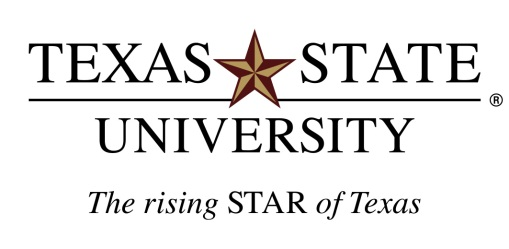 TEXAS STATE
®
UNIVERSITY
The rising STAR of Texas